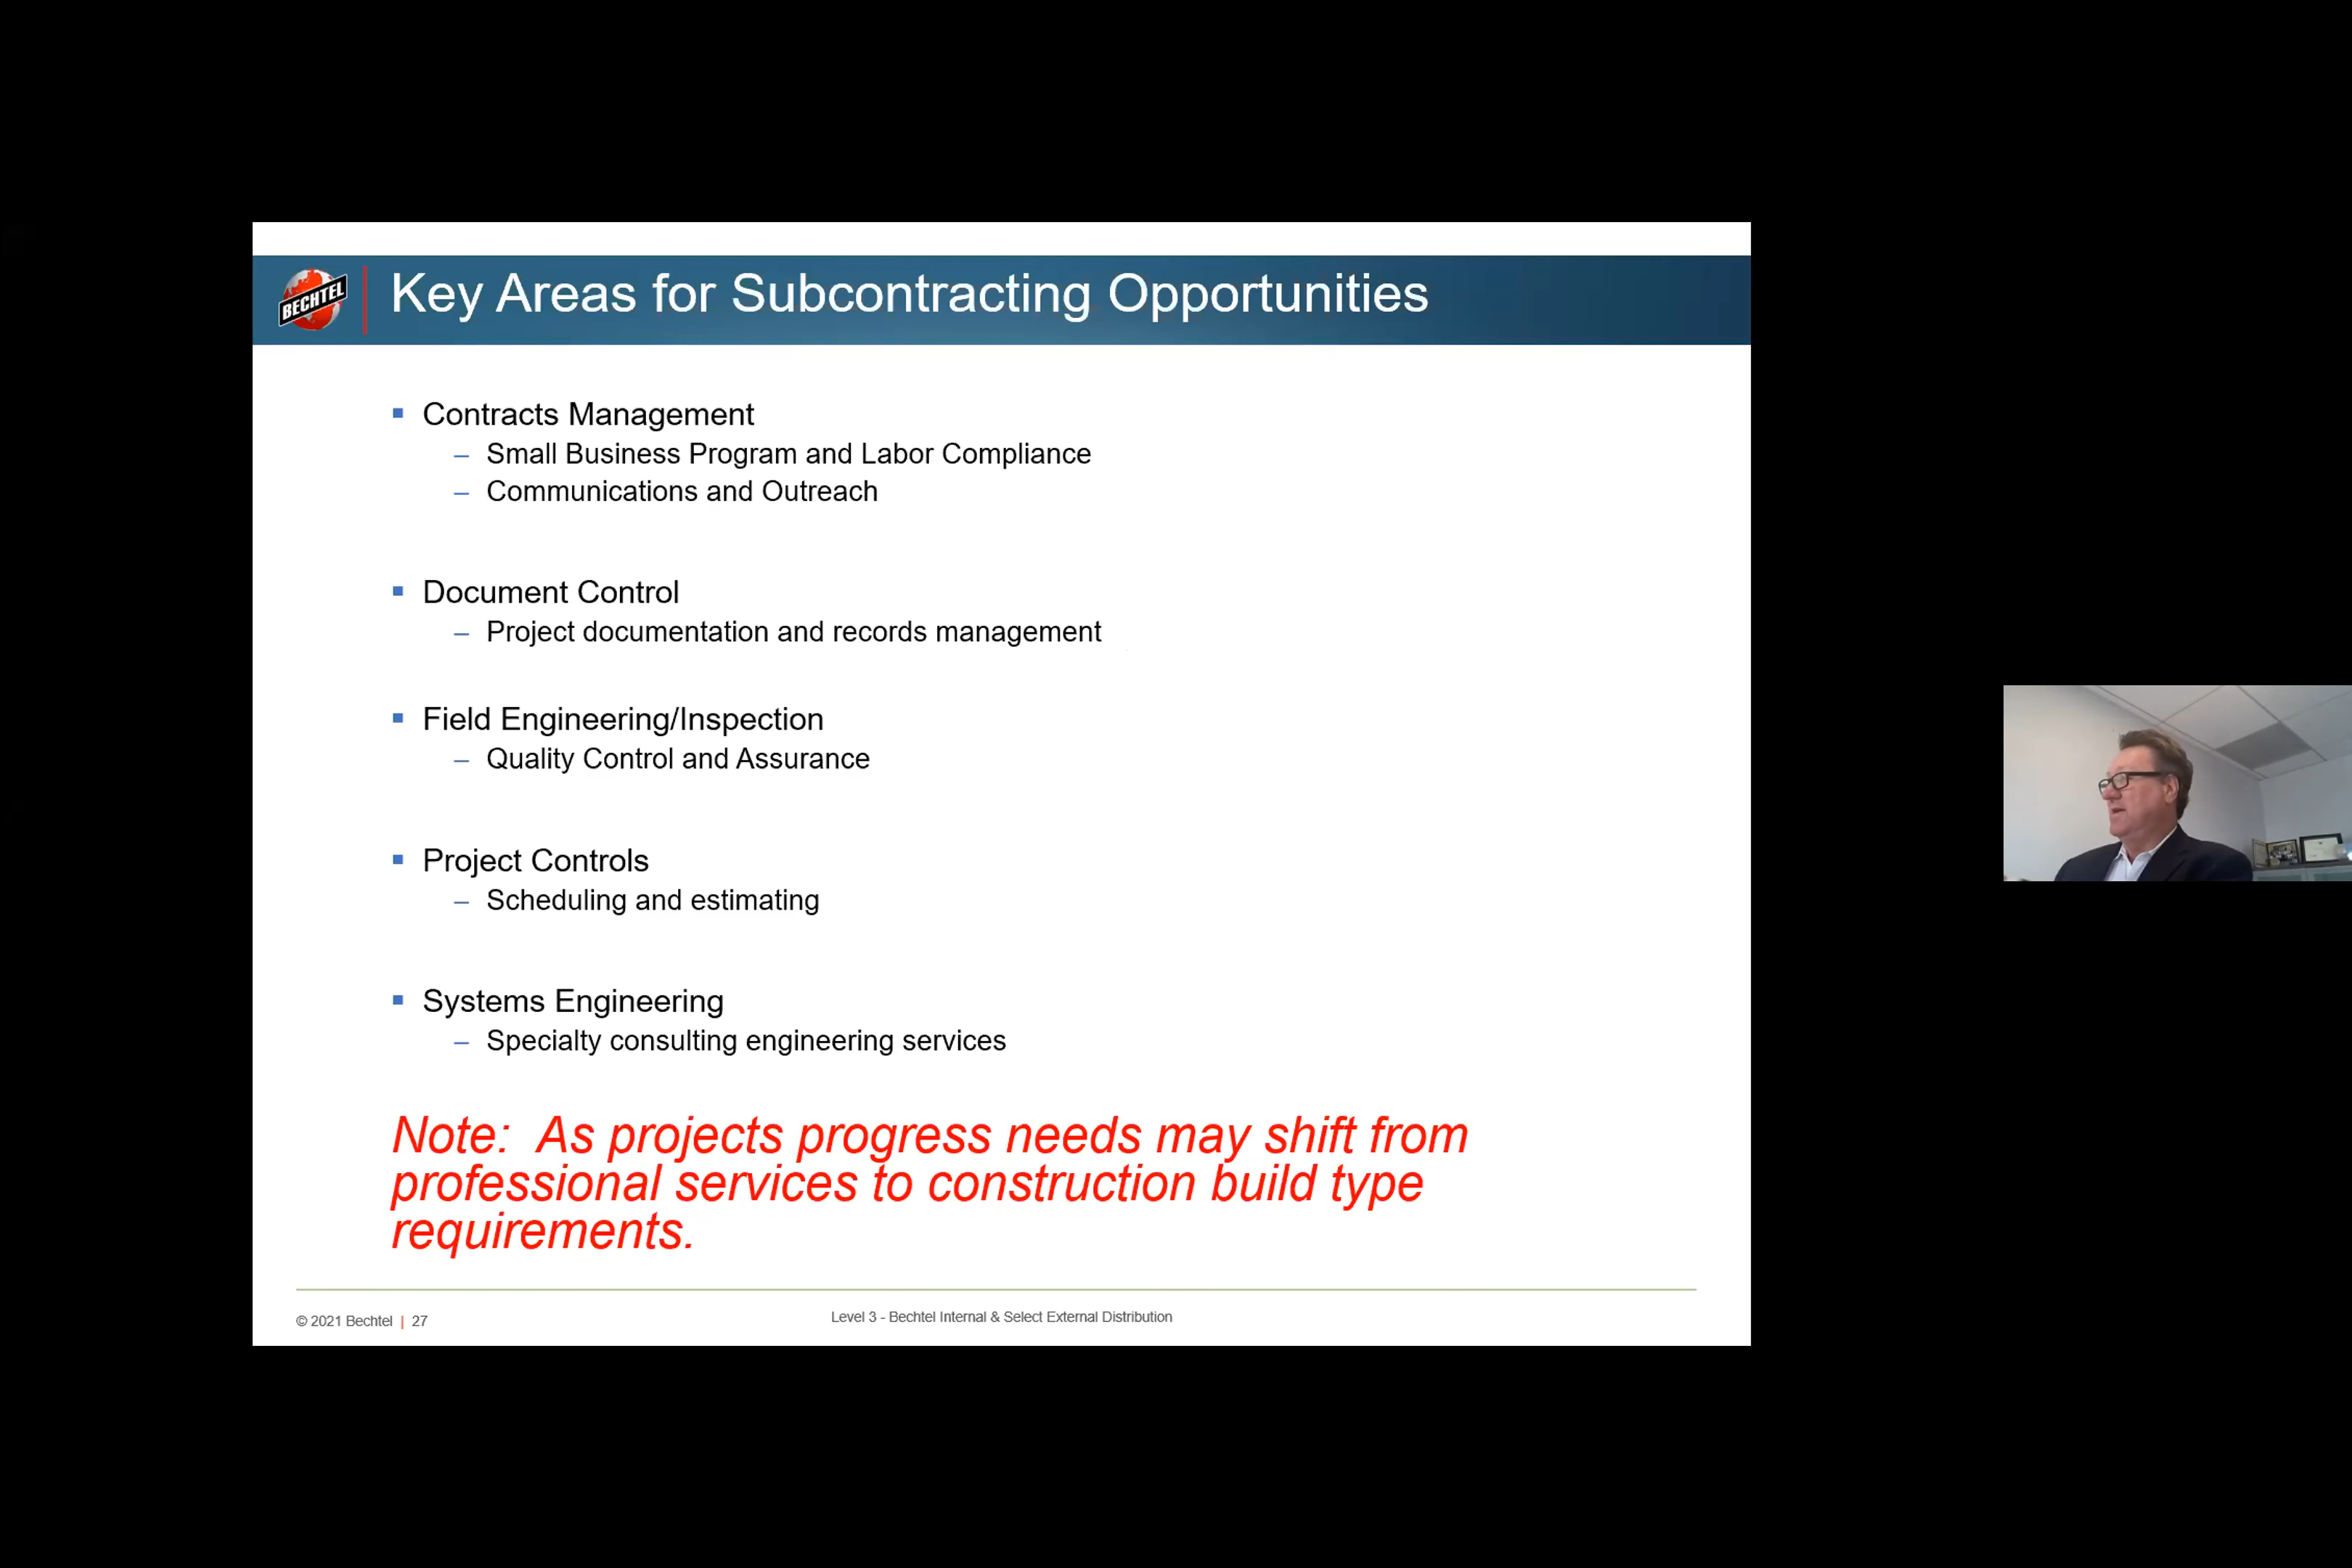 BECHTEL
Key Areas for Subcontracting Opportunities
▪ Contracts Management
– Small Business Program and Labor Compliance
– Communications and Outreach
▪ Document Control
– Project documentation and records management
▪ Field Engineering/Inspection
– Quality Control and Assurance
▪ Project Controls
– Scheduling and estimating
▪ Systems Engineering
– Specialty consulting engineering services
Note: As projects progress needs may shift from
professional services to construction build type
requirements.
© 2021 Bechtel | 27
Level 3 - Bechtel Internal & Select External Distribution